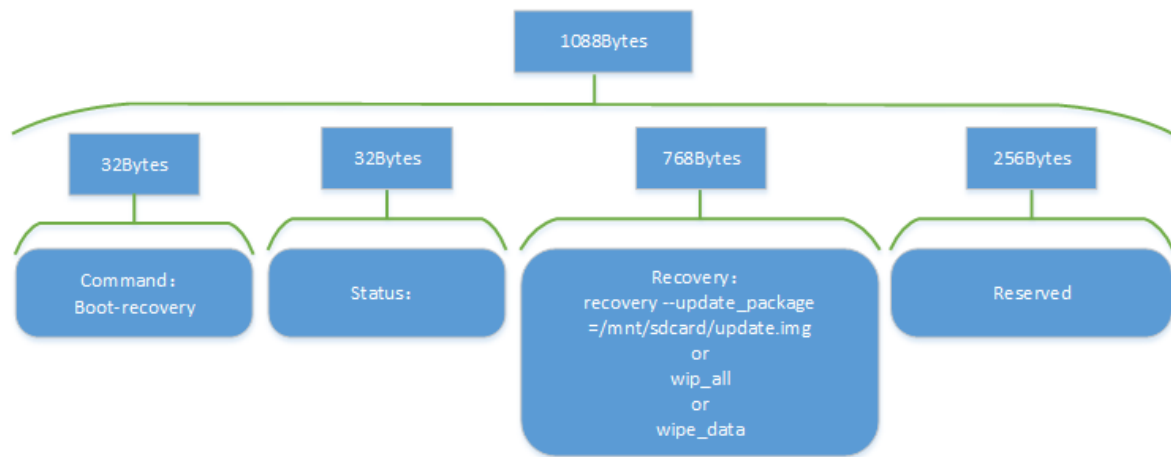 1088Bytes
32Bytes
32Bytes
768Bytes
256Bytes
Command：
Boot-recovery
Status：
Recovery：
recovery --update_package
=/mnt/sdcard/update.img
or
wip_all
or
wipe_data
Reserved